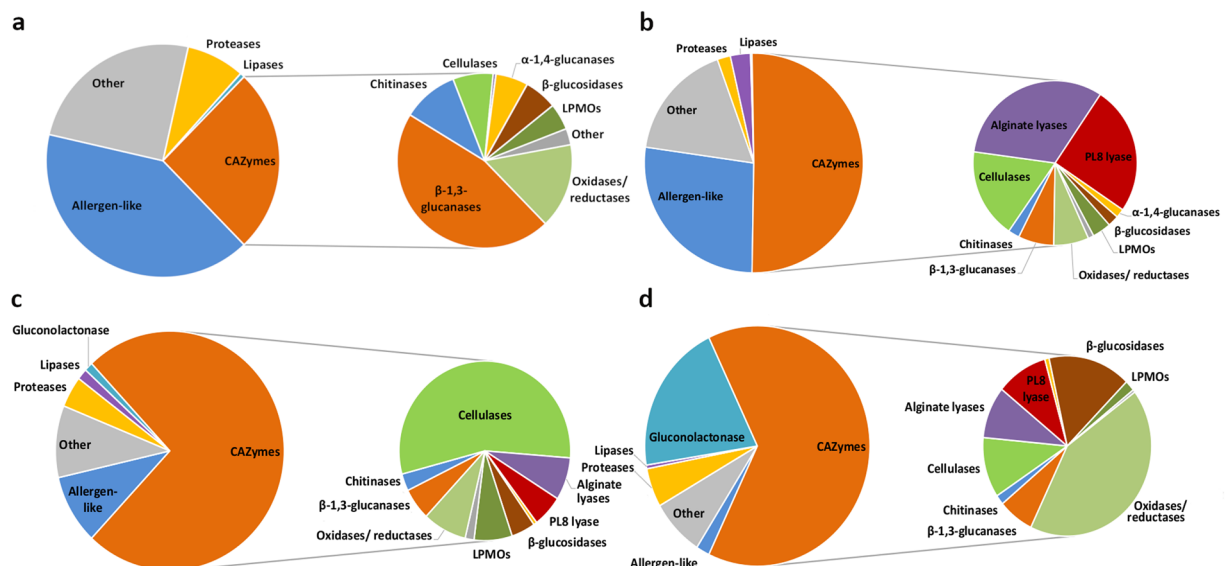 a
Proteases
Lipases
Other
CAZymes
Allergen-like
Cellulases
α-1,4-glucanases
Chitinases
β-glucosidases
LPMOs
Other
Oxidases/
reductases
β-1,3-
glucanases
b
Lipases
Proteases
Other
CAZymes
Allergen-like
Alginate lyases
PL8 lyase
Cellulases
α-1,4-glucanases
β-glucosidases
Chitinases
LPMOs
β-1,3-glucanases
Oxidases/ reductases
c
Gluconolactonase
Lipases
Proteases
Other
CAZymes
Allergen-
like
Cellulases
Chitinases
Alginate
lyases
β-1,3-glucanases
PL8 lyase
Oxidases/ reductases
β-glucosidases
LPMOs
d
Gluconolactonase
CAZymes
Lipases
Proteases
Other
Allergen-like
β-glucosidases
PL8
lyase
LPMOs
Alginate lyases
Cellulases
Chitinases
Oxidases/
reductases
β-1,3-glucanases